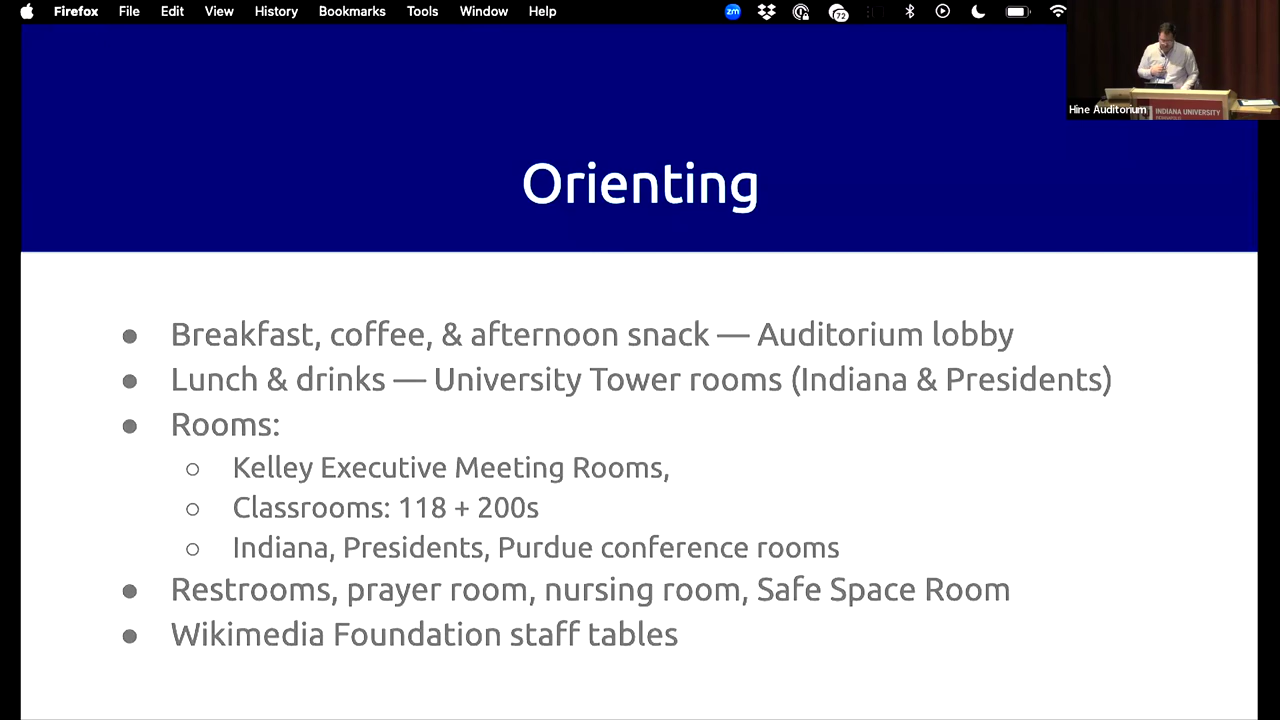 Firefox File Edit View History Bookmarks Tools Window Help
zm
72
Hine Auditorium
INDIANA UNIVERSITY
Orienting
● Breakfast, coffee, & afternoon snack — Auditorium lobby
● Lunch & drinks — University Tower rooms (Indiana & Presidents)
● Rooms:
○ Kelley Executive Meeting Rooms,
○ Classrooms: 118 + 200s
○ Indiana, Presidents, Purdue conference rooms
● Restrooms, prayer room, nursing room, Safe Space Room
● Wikimedia Foundation staff tables